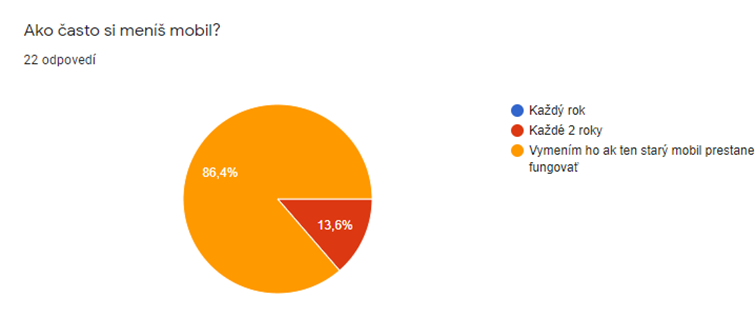 Ako často si meníš mobil?
22 odpovedí
Každý rok
Každé 2 roky
Vymením ho ak ten starý mobil prestane
fungovať
86,4%
13,6%